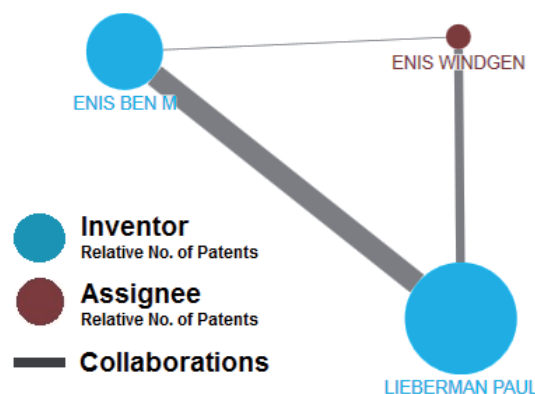 ENIS WINDGEN
ENIS BEN M
Inventor
Relative No. of Patents
Assignee
Relative No. of Patents
Collaborations
LIEBERMAN PAUL